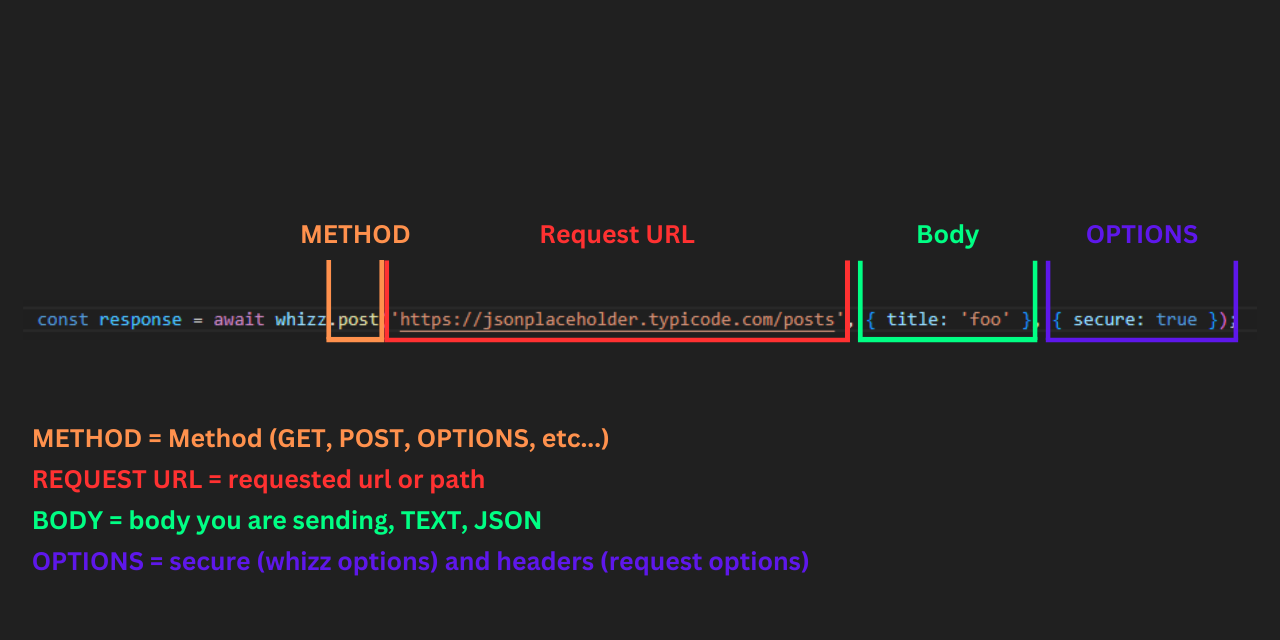 METHOD Request URL Body OPTIONS
const response = await whizz.post('https://jsonplaceholder.typicode.com/posts', { title: 'foo' }, { secure: true });
METHOD = Method (GET, POST, OPTIONS, etc...)
REQUEST URL = requested url or path
BODY = body you are sending, TEXT, JSON
OPTIONS = secure (whizz options) and headers (request options)